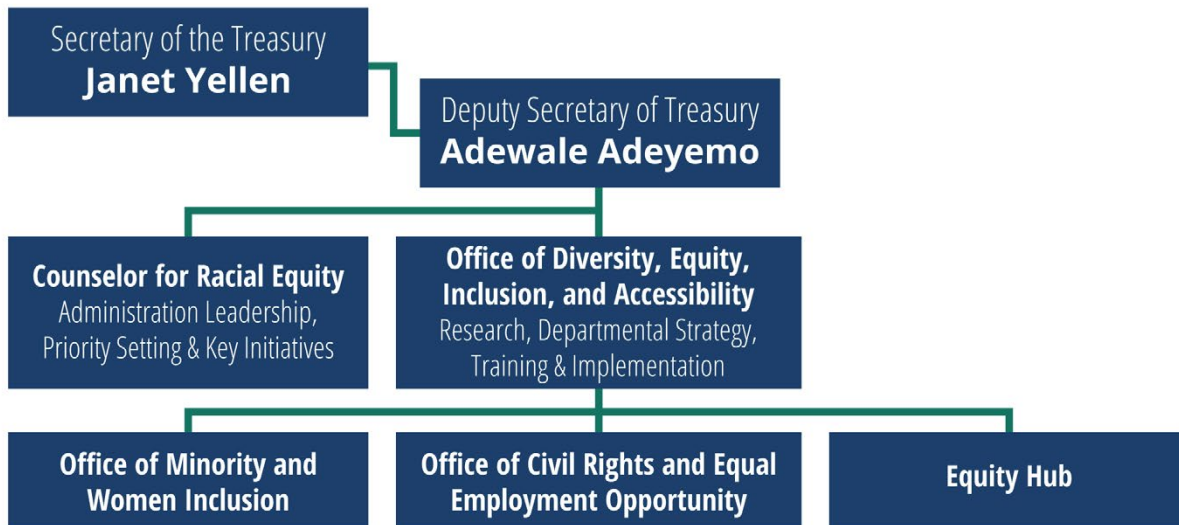 Secretary of the Treasury
Janet Yellen
Deputy Secretary of Treasury
Adewale Adeyemo
Counselor for Racial Equity
Administration Leadership,
Priority Setting & Key Initiatives
Office of Diversity, Equity,
Inclusion, and Accessibility
Research, Departmental Strategy,
Training & Implementation
Office of Minority and
Women Inclusion
Office of Civil Rights and Equal
Employment Opportunity
Equity Hub